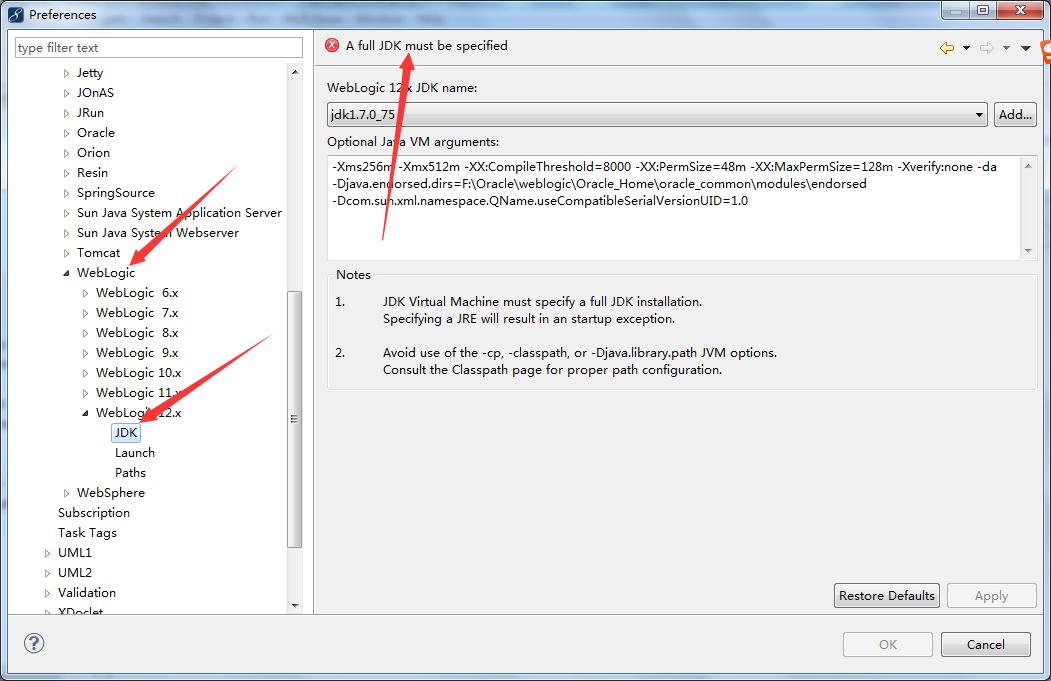 Preferences
type filter text
Jetty
JOnAS
JRun
Oracle
Orion
Resin
SpringSource
Sun Java System Application Server
Sun Java System Webserver
Tomcat
WebLogic
WebLogic 6.x
WebLogic 7.x
WebLogic 8.x
WebLogic 9.x
WebLogic 10.x
WebLogic 11.x
WebLogic 12.x
JDK
Launch
Paths
WebSphere
Subscription
Task Tags
UML1
UML2
Validation
XDoclet
A full JDK must be specified
WebLogic 12.x JDK name:
jdk1.7.0_75
Add...
Optional Java VM arguments:
-Xms256m -Xmx512m -XX:CompileThreshold=8000 -XX:PermSize=48m -XX:MaxPermSize=128m -Xverify:none -da
-Djava.endorsed.dirs=F:\Oracle\weblogic\Oracle_Home\oracle_common\modules\endorsed
-Dcom.sun.xml.namespace.QName.useCompatibleSerialVersionUID=1.0
Notes
1. JDK Virtual Machine must specify a full JDK installation.
Specifying a JRE will result in an startup exception.
2. Avoid use of the -cp, -classpath, or -Djava.library.path JVM options.
Consult the Classpath page for proper path configuration.
Restore Defaults
Apply
OK
Cancel